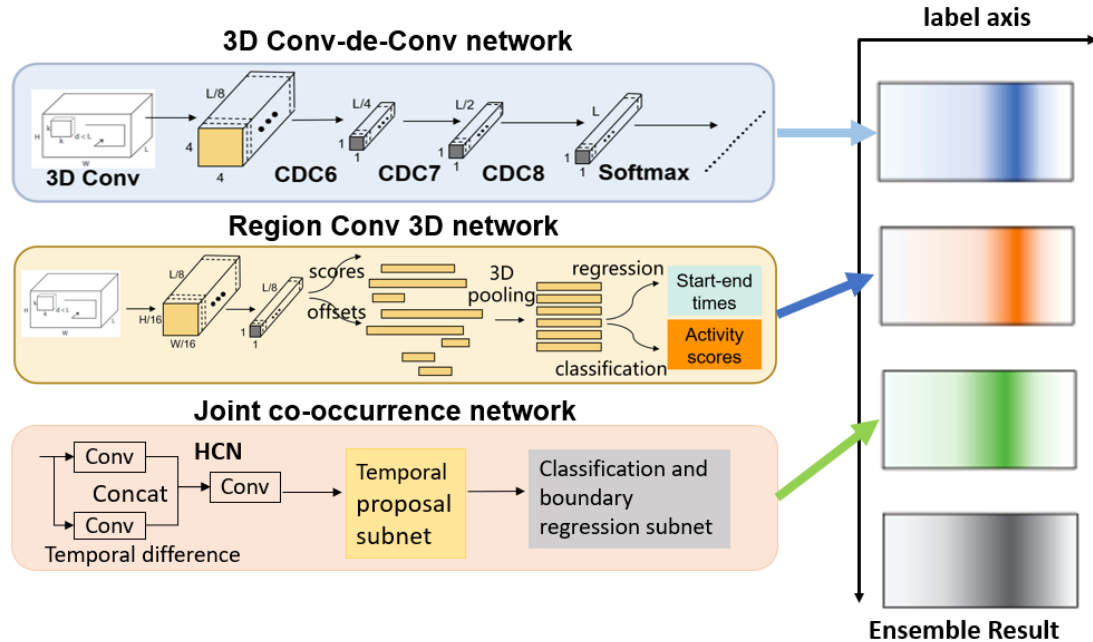 label axis
3D Conv-de-Conv network
H
k
k
d < L
W
L
3D Conv
L/8
4
4
CDC6
L/4
1
1
CDC7
L/2
1
1
CDC8
L
1
1
Softmax
Region Conv 3D network
H
k
k
d < L
W
L
L/8
H/16
W/16
L/8
1
1
scores
offsets
3D
pooling
regression
classification
Start-end
times
Activity
scores
Joint co-occurrence network
Conv
HCN
Concat
Conv
Conv
Temporal difference
Temporal
proposal
subnet
Classification and
boundary
regression subnet
Ensemble Result